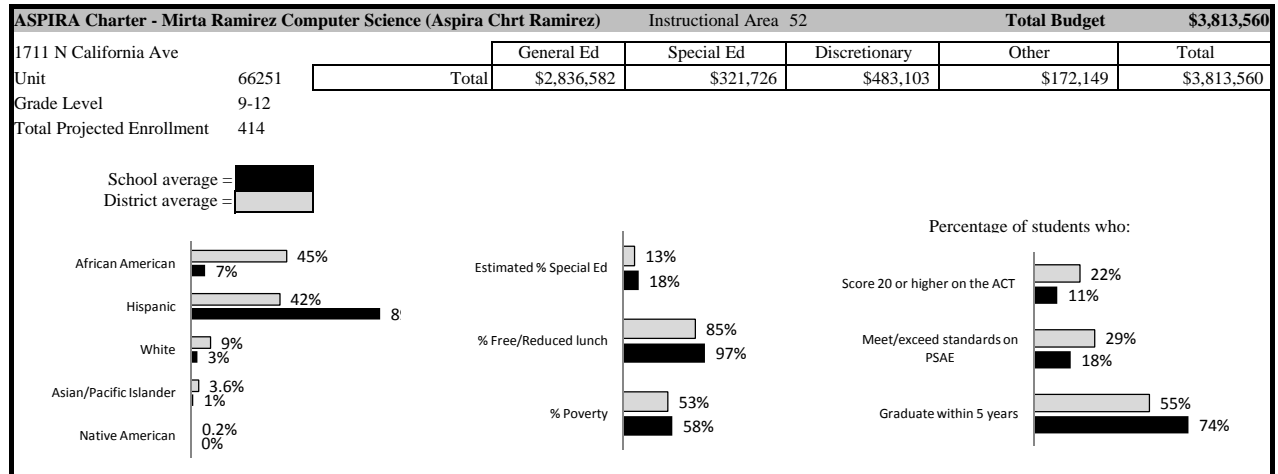 ASPIRA Charter - Mirta Ramirez Computer Science (Aspira Chrt Ramirez) Instructional Area 52 Total Budget $3,813,560
1711 N California Ave General Ed Special Ed Discretionary Other Total
Unit 66251 Total $2,836,582 $321,726 $483,103 $172,149 $3,813,560
Grade Level 9-12
Total Projected Enrollment 414
School average =
District average =
African American 45%
7%
Hispanic 42%
White 9%
3%
Asian/Pacific Islander 3.6%
1%
Native American 0.2%
0%
Estimated % Special Ed 13%
18%
% Free/Reduced lunch 85%
97%
% Poverty 53%
58%
Percentage of students who:
Score 20 or higher on the ACT 22%
11%
Meet/exceed standards on
PSAE 29%
18%
Graduate within 5 years 55%
74%